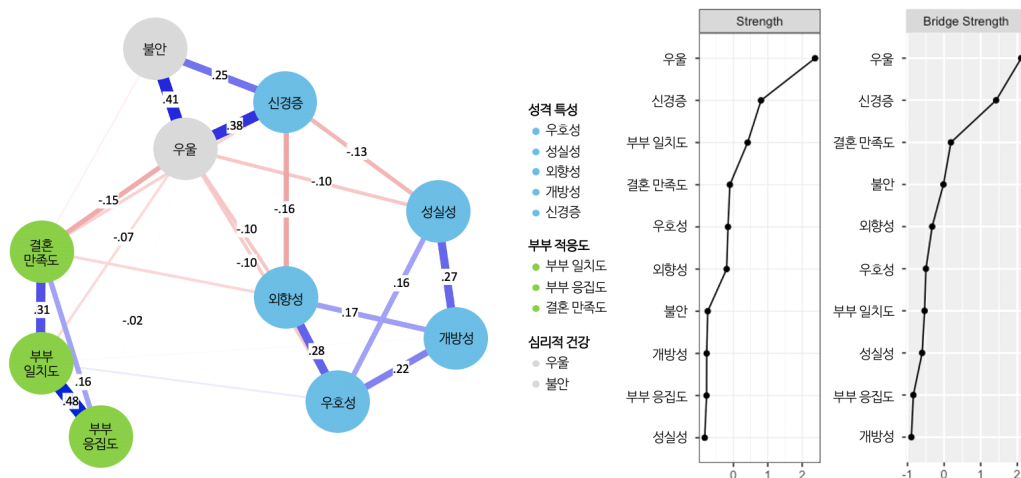 불안
.25
신경증
.41
.38
우울
-.13
-.10
-.15
-.16
성실성
-.07
-.10
-.10
결혼
만족도
.16
.27
외향성
.17
.31
-.02
개방성
부부
일치도
.28
.22
.16
우호성
.48
부부
응집도
성격 특성
우호성
성실성
외향성
개방성
신경증
부부 적응도
부부 일치도
부부 응집도
결혼 만족도
심리적 건강
우울
불안
Strength
우울
신경증
부부 일치도
결혼 만족도
우호성
외향성
불안
개방성
부부 응집도
성실성
0 1 2
Bridge Strength
우울
신경증
결혼 만족도
불안
외향성
우호성
부부 일치도
성실성
부부 응집도
개방성
-1 0 1 2